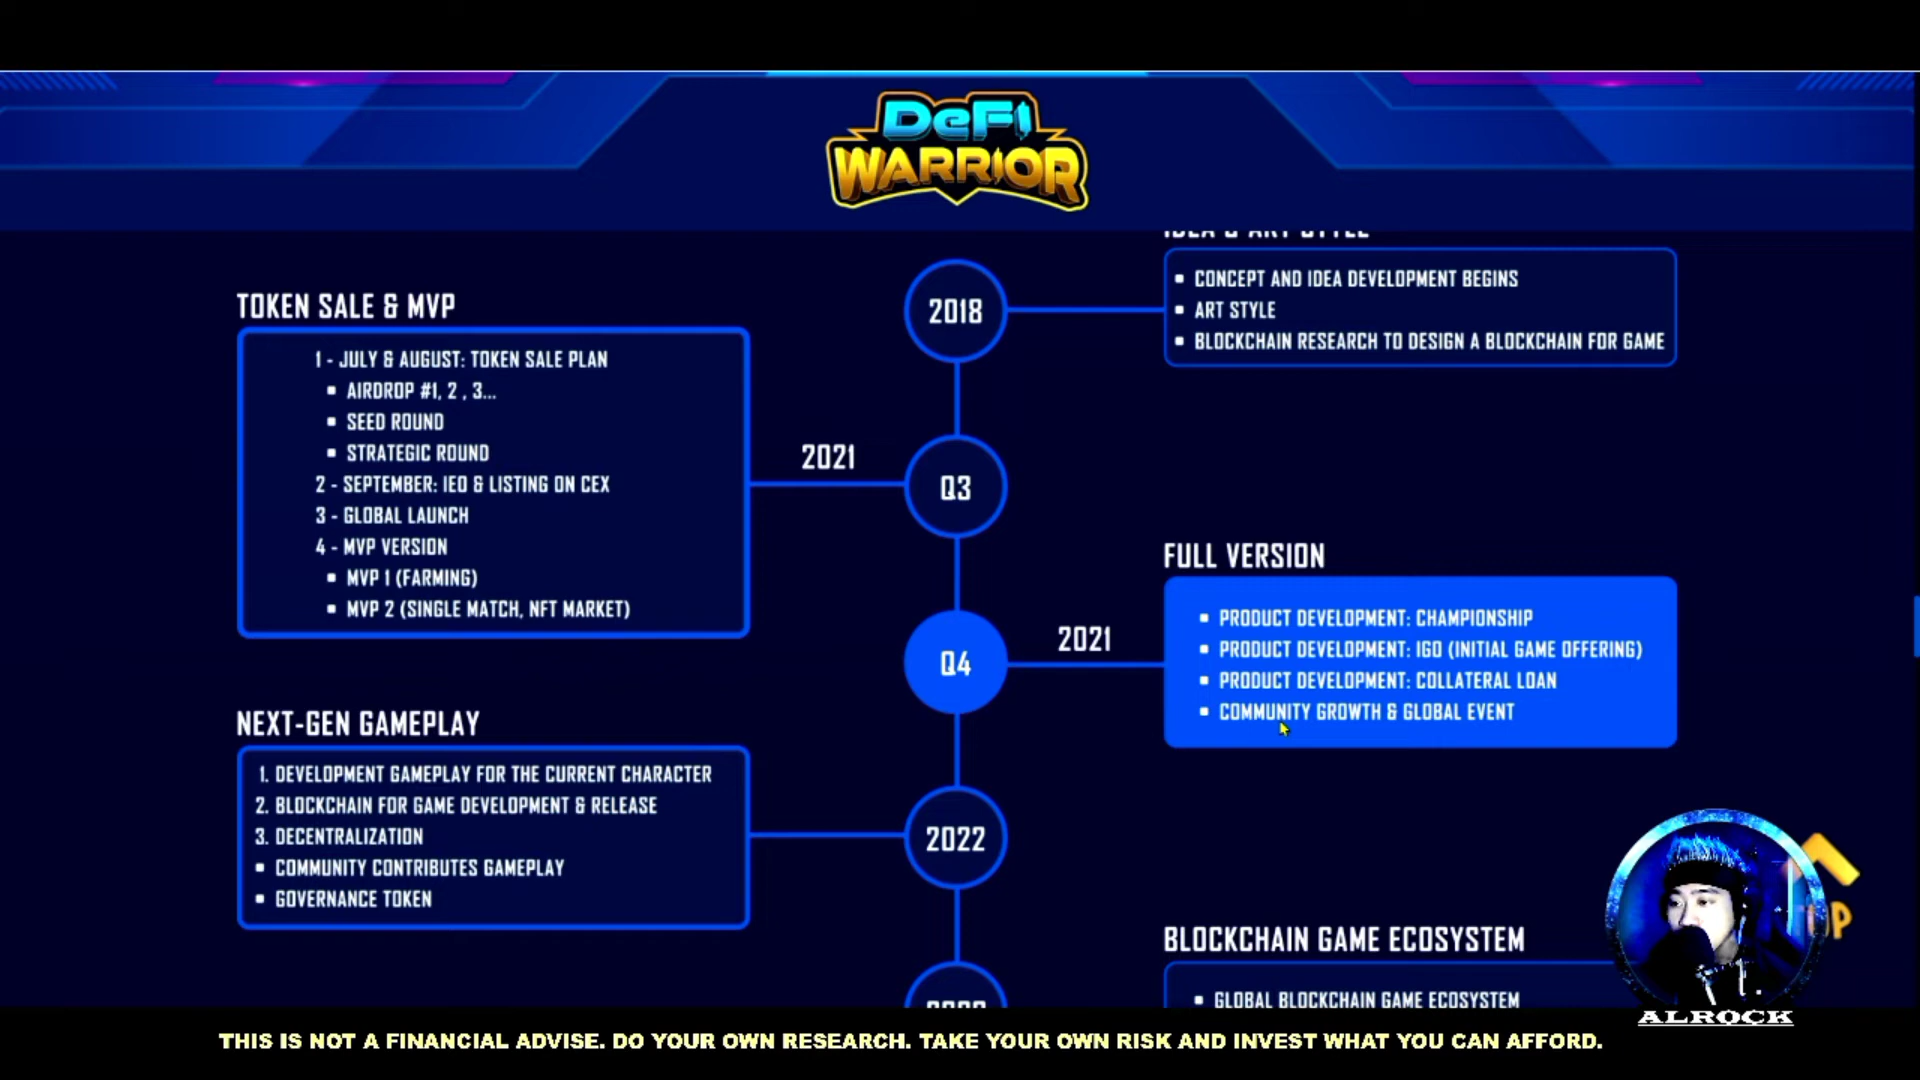 DeFi
WARRIOR
IDEA & ART STYLE
2018
CONCEPT AND IDEA DEVELOPMENT BEGINS
ART STYLE
BLOCKCHAIN RESEARCH TO DESIGN A BLOCKCHAIN FOR GAME
TOKEN SALE & MVP
1 - JULY & AUGUST: TOKEN SALE PLAN
AIRDROP #1, 2 , 3...
SEED ROUND
STRATEGIC ROUND
2 - SEPTEMBER: IEO & LISTING ON CEX
3 - GLOBAL LAUNCH
4 - MVP VERSION
MVP 1 (FARMING)
MVP 2 (SINGLE MATCH, NFT MARKET)
2021
Q3
FULL VERSION
Q4
2021
PRODUCT DEVELOPMENT: CHAMPIONSHIP
PRODUCT DEVELOPMENT: IGO (INITIAL GAME OFFERING)
PRODUCT DEVELOPMENT: COLLATERAL LOAN
COMMUNITY GROWTH & GLOBAL EVENT
NEXT-GEN GAMEPLAY
1. DEVELOPMENT GAMEPLAY FOR THE CURRENT CHARACTER
2. BLOCKCHAIN FOR GAME DEVELOPMENT & RELEASE
3. DECENTRALIZATION
COMMUNITY CONTRIBUTES GAMEPLAY
GOVERNANCE TOKEN
2022
BLOCKCHAIN GAME ECOSYSTEM
GLOBAL BLOCKCHAIN GAME ECOSYSTEM
ALROCK
THIS IS NOT A FINANCIAL ADVISE. DO YOUR OWN RESEARCH. TAKE YOUR OWN RISK AND INVEST WHAT YOU CAN AFFORD.